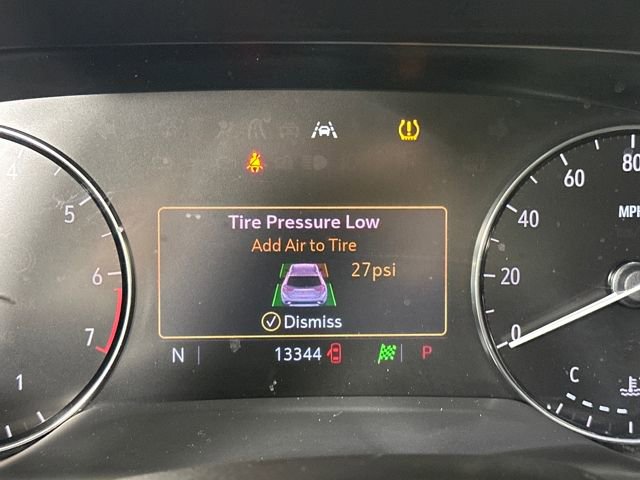 4
5
6
7
1
Tire Pressure Low
Add Air to Tire
27psi
Dismiss
N
13344
P
80
60
MPH
40
20
0
C